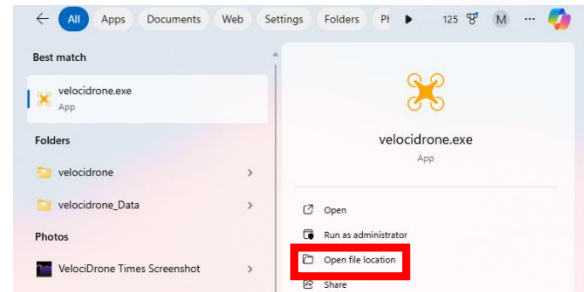 All Apps Documents Web Settings Folders 125 M ...
Best match
velocidrone.exe
App
Folders
velocidrone
velocidrone_Data
Photos
VelociDrone Times Screenshot
velocidrone.exe
App
Open
Run as administrator
Open file location
Share